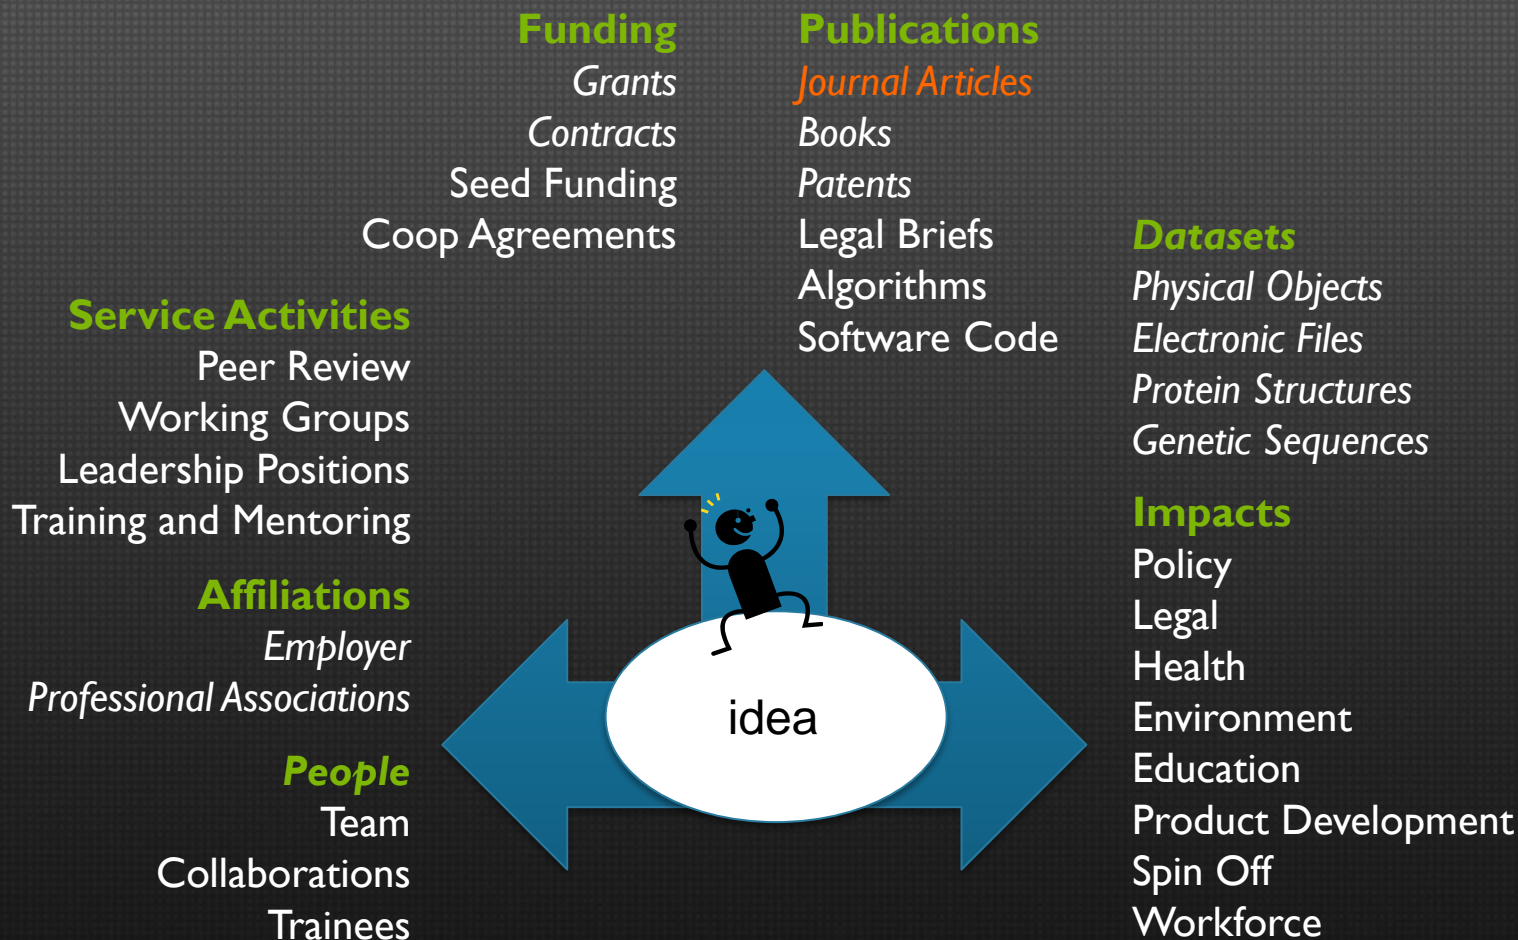 Funding
Grants
Contracts
Seed Funding
Coop Agreements
Publications
Journal Articles
Books
Patents
Legal Briefs
Algorithms
Software Code
Datasets
Physical Objects
Electronic Files
Protein Structures
Genetic Sequences
Service Activities
Peer Review
Working Groups
Leadership Positions
Training and Mentoring
Affiliations
Employer
Professional Associations
People
Team
Collaborations
Trainees
idea
Impacts
Policy
Legal
Health
Environment
Education
Product Development
Spin Off
Workforce